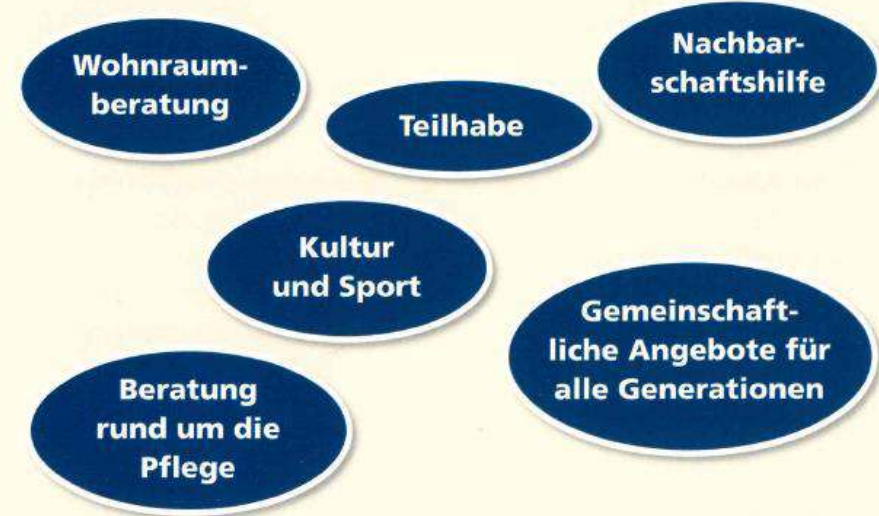 Wohnraum-
beratung
Nachbar-
schaftshilfe
Teilhabe
Kultur
und Sport
Gemeinschaft-
liche Angebote für
alle Generationen
Beratung
rund um die
Pflege